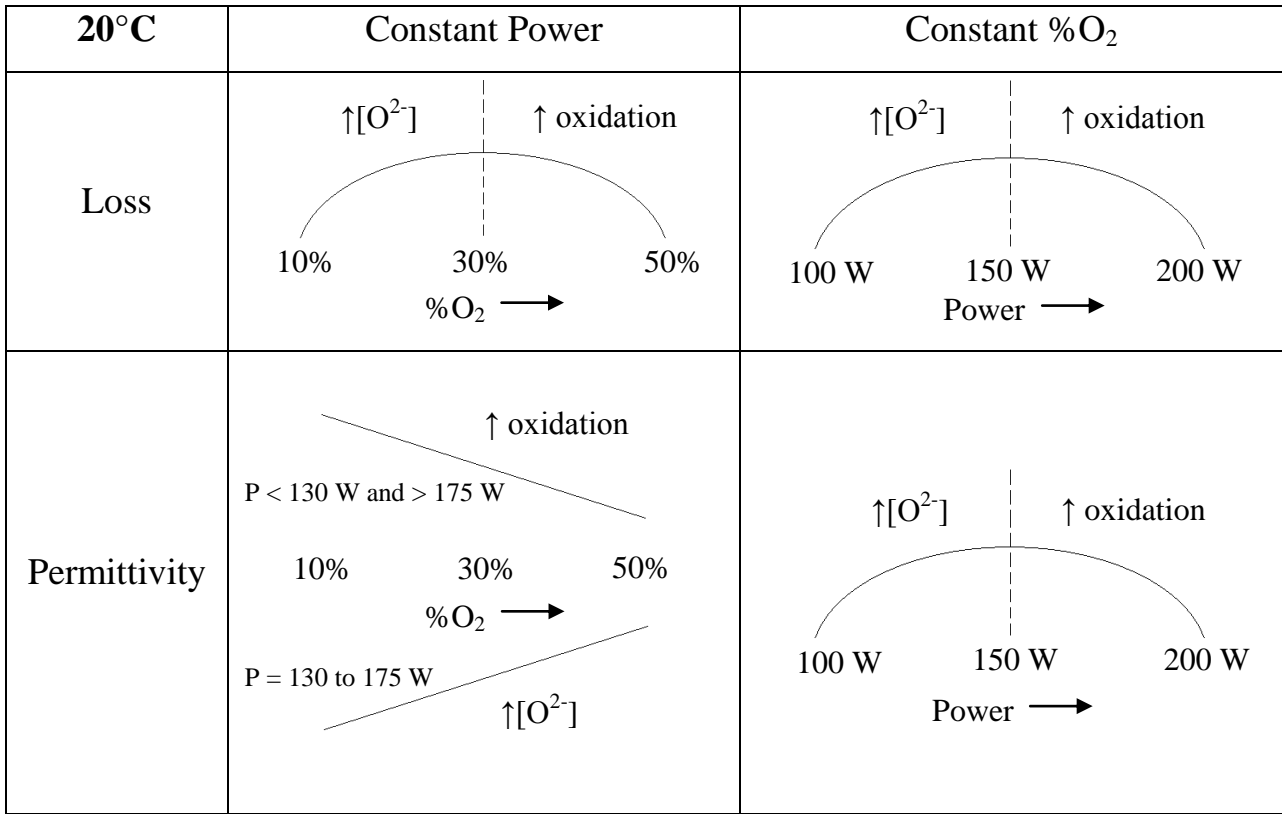 20°C
Constant Power
Constant %O₂
Loss
↑[O²⁻]
↑ oxidation
10%
30%
50%
%O₂ →
↑[O²⁻]
↑ oxidation
100 W
150 W
200 W
Power →
Permittivity
↑ oxidation
P < 130 W and > 175 W
10%
30%
50%
%O₂ →
P = 130 to 175 W
↑[O²⁻]
↑[O²⁻]
↑ oxidation
100 W
150 W
200 W
Power →